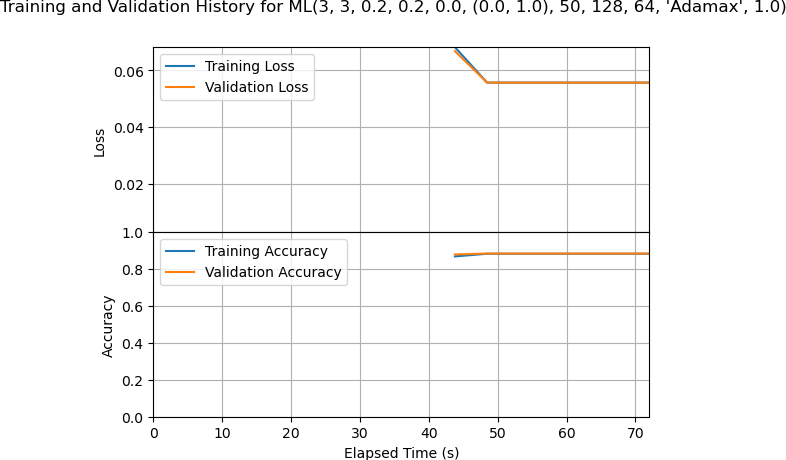 Training and Validation History for ML(3, 3, 0.2, 0.2, 0.0, (0.0, 1.0), 50, 128, 64, 'Adamax', 1.0)
0.06
0.04
0.02
Loss
Training Loss
Validation Loss
1.0
0.8
0.6
0.4
0.2
0.0
Accuracy
Training Accuracy
Validation Accuracy
0 10 20 30 40 50 60 70
Elapsed Time (s)